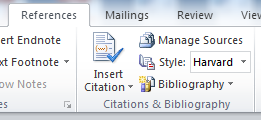 References Mailings Review View
ert Endnote
xt Footnote
ow Notes
Insert
Citation
Manage Sources
Style: Harvard
Bibliography
Citations & Bibliography